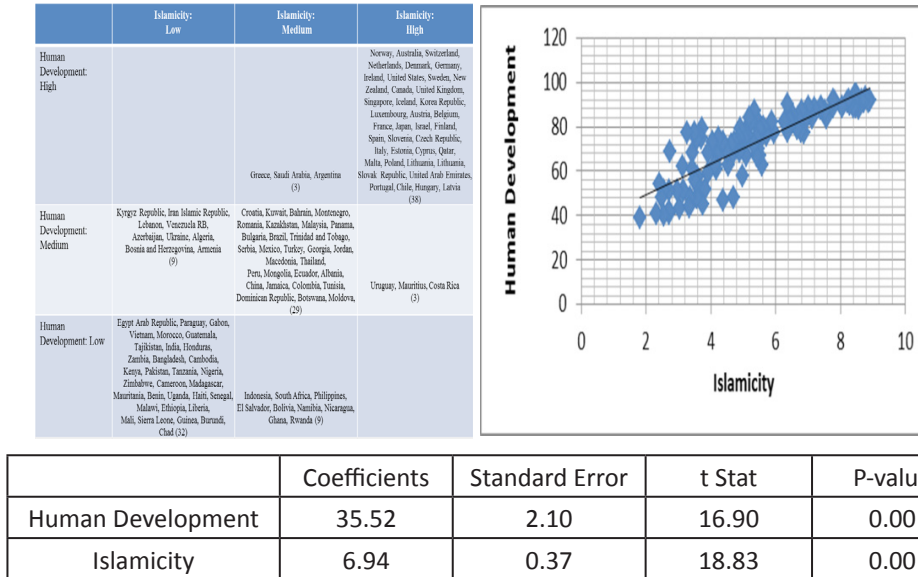 Islamicity:
Low
Islamicity:
Medium
Islamicity:
High
Human
Development:
High
Greece, Saudi Arabia, Argentina
(3)
Norway, Australia, Switzerland,
Netherlands, Denmark, Germany,
Ireland, United States, Sweden, New
Zealand, Canada, United Kingdom,
Singapore, Iceland, Korea Republic,
Luxembourg, Austria, Belgium,
France, Japan, Israel, Finland,
Spain, Slovenia, Czech Republic,
Italy, Estonia, Cyprus, Qatar,
Malta, Poland, Lithuania, Lithuania,
Slovak Republic, United Arab Emirates,
Portugal, Chile, Hungary, Latvia
(38)
Human
Development:
Medium
Kyrgyz Republic, Iran Islamic Republic,
Lebanon, Venezuela RB,
Azerbaijan, Ukraine, Algeria,
Bosnia and Herzegovina, Armenia
(9)
Croatia, Kuwait, Bahrain, Montenegro,
Romania, Kazakhstan, Malaysia, Panama,
Bulgaria, Brazil, Trinidad and Tobago,
Serbia, Mexico, Turkey, Georgia, Jordan,
Macedonia, Thailand,
Peru, Mongolia, Ecuador, Albania,
China, Jamaica, Colombia, Tunisia,
Dominican Republic, Botswana, Moldova,
(29)
Uruguay, Mauritius, Costa Rica
(3)
Human
Development: Low
Egypt Arab Republic, Paraguay, Gabon,
Vietnam, Morocco, Guatemala,
Tajikistan, India, Honduras,
Zambia, Bangladesh, Cambodia,
Kenya, Pakistan, Tanzania, Nigeria,
Zimbabwe, Cameroon, Madagascar,
Mauritania, Benin, Uganda, Haiti, Senegal,
Malawi, Ethiopia, Liberia,
Mali, Sierra Leone, Guinea, Burundi,
Chad (32)
Indonesia, South Africa, Philippines,
El Salvador, Bolivia, Namibia, Nicaragua,
Ghana, Rwanda (9)
Human Development
120
100
80
60
40
20
0
0 2 4 6 8 10
Islamicity
Coefficients Standard Error t Stat P-valu
Human Development 35.52 2.10 16.90 0.00
Islamicity 6.94 0.37 18.83 0.00